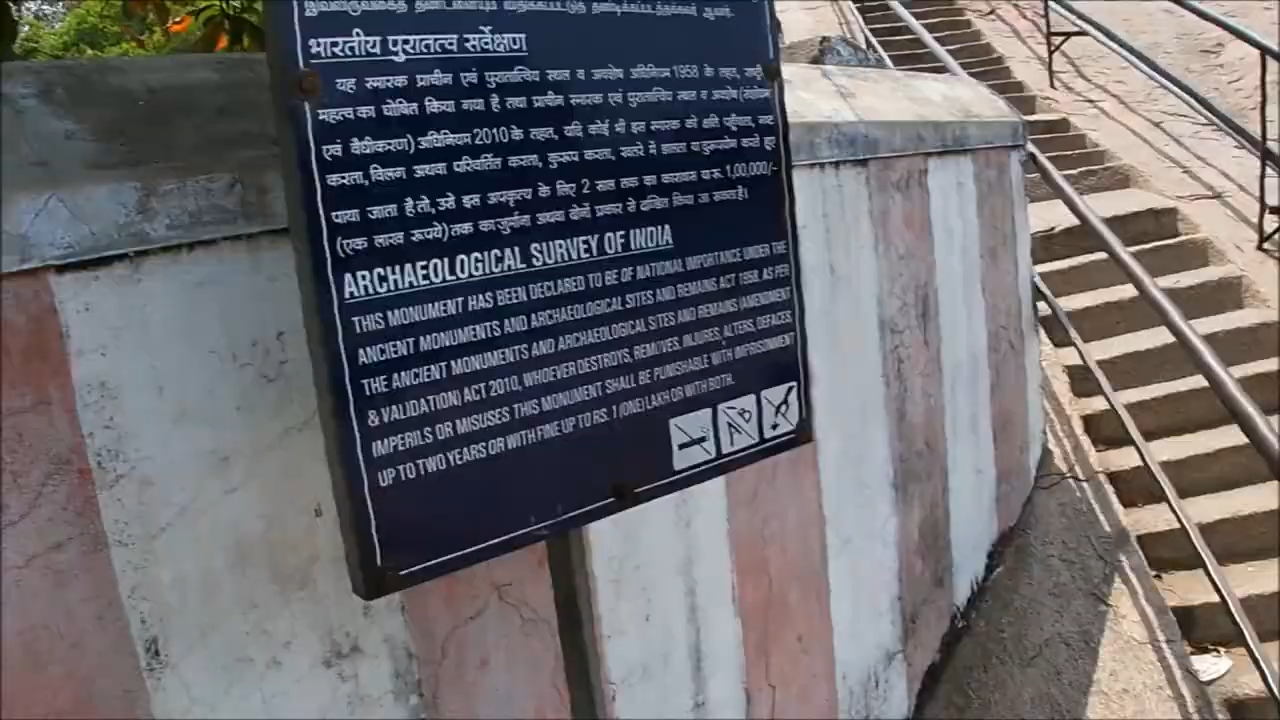 भारतीय पुरातत्व सर्वेक्षण
यह स्मारक प्राचीन एवं पुरातात्विय स्थल व अवशेष अधिनियम 1958 के तहत, राष्ट्रीय
महत्व का घोषित किया गया है तथा प्राचीन स्मारक एवं पुरातात्विय स्थल व अवशेष (संशोधन
एवं वैधीकरण) अधिनियम 2010 के तहत, यदि कोई भी इस स्मारक को क्षति पहुँचाता, नष्ट
करता, विलग अथवा परिवर्तित करता, कुरूप करता, खतरे में डालता या दुरुपयोग करते हुए
पाया जाता है तो, उसे इस अपकृत्य के लिए 2 साल तक का कारावास या रू. 1,00,000/-
(एक लाख रूपये) तक का जुर्माना अथवा दोनों प्रकार से दण्डित किया जा सकता है।
ARCHAEOLOGICAL SURVEY OF INDIA
THIS MONUMENT HAS BEEN DECLARED TO BE OF NATIONAL IMPORTANCE UNDER THE
ANCIENT MONUMENTS AND ARCHAEOLOGICAL SITES AND REMAINS ACT 1958. AS PER
THE ANCIENT MONUMENTS AND ARCHAEOLOGICAL SITES AND REMAINS (AMENDMENT
& VALIDATION) ACT 2010, WHOEVER DESTROYS, REMOVES, INJURES, ALTERS, DEFACES,
IMPERILS OR MISUSES THIS MONUMENT SHALL BE PUNISHABLE WITH IMPRISONMENT
UP TO TWO YEARS OR WITH FINE UP TO RS. 1 (ONE) LAKH OR WITH BOTH.
AB